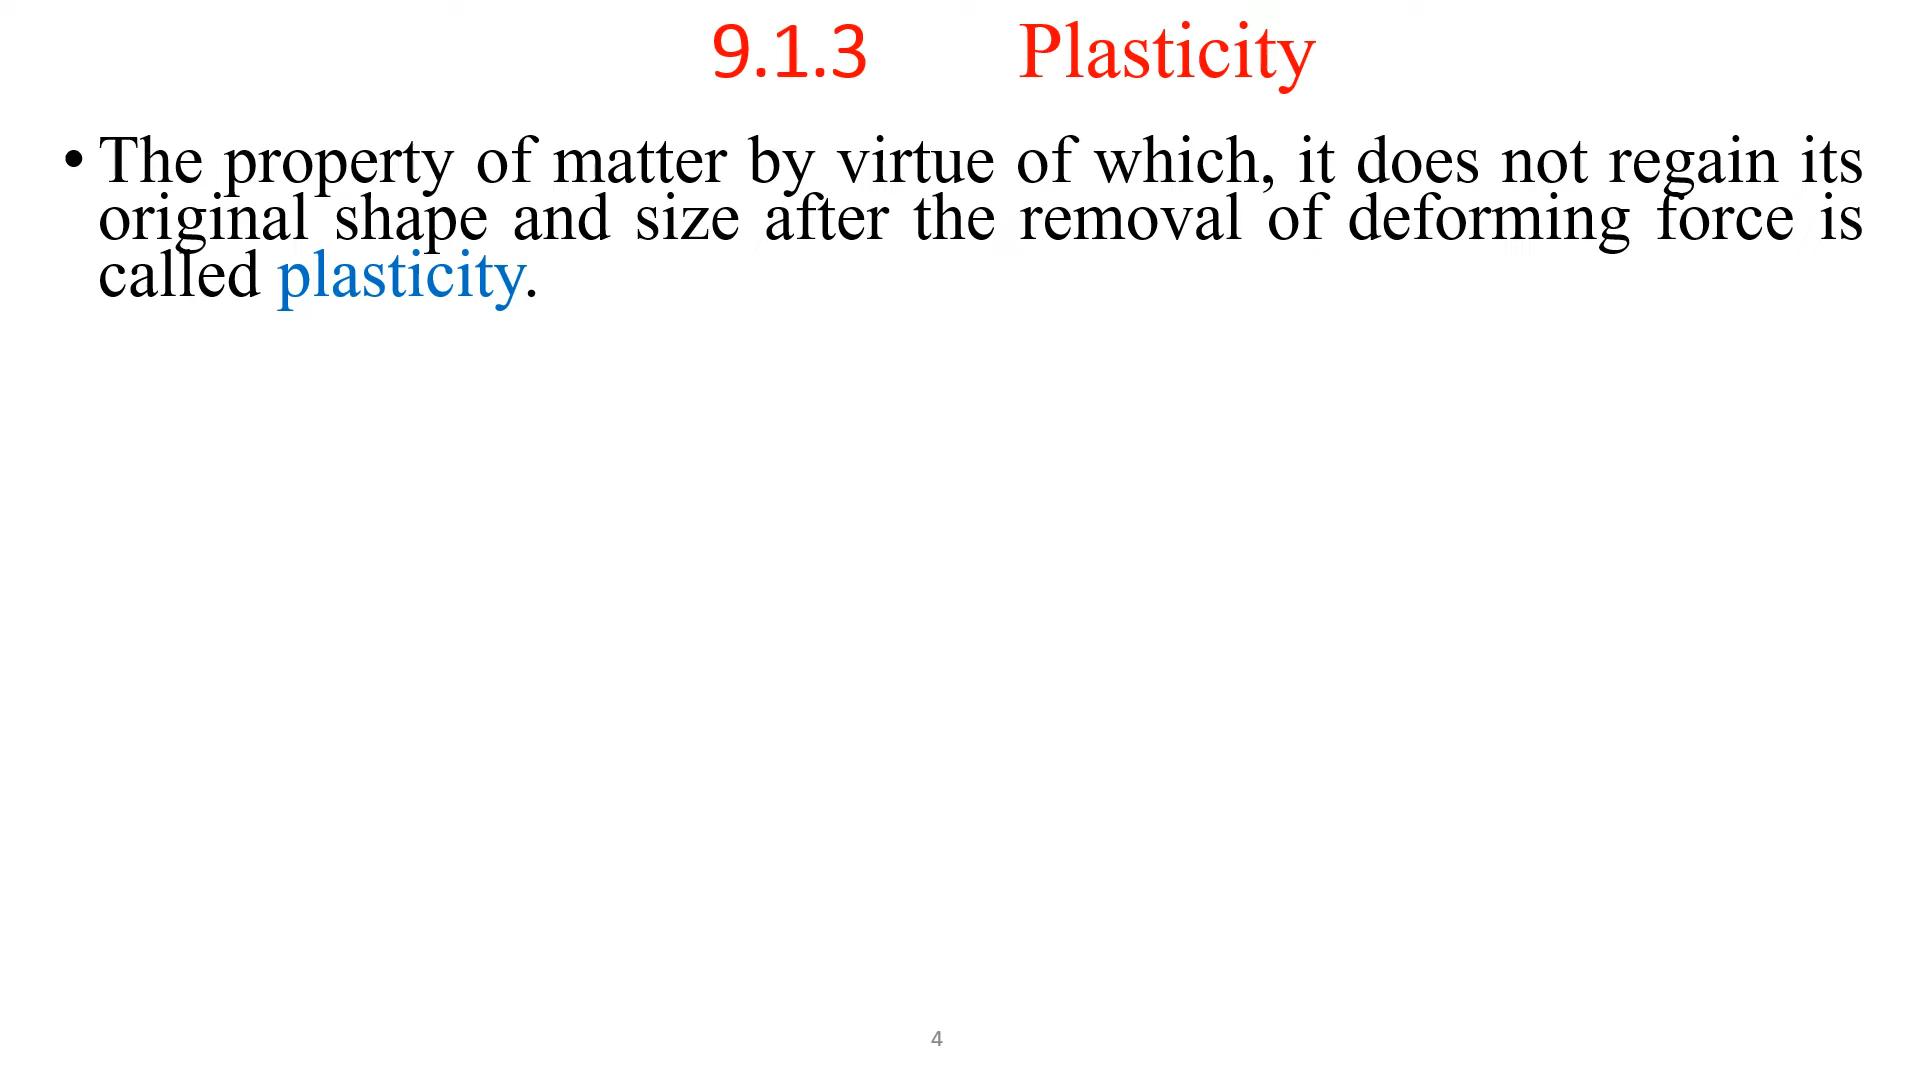 9.1.3 Plasticity
• The property of matter by virtue of which, it does not regain its
original shape and size after the removal of deforming force is
called plasticity.
4